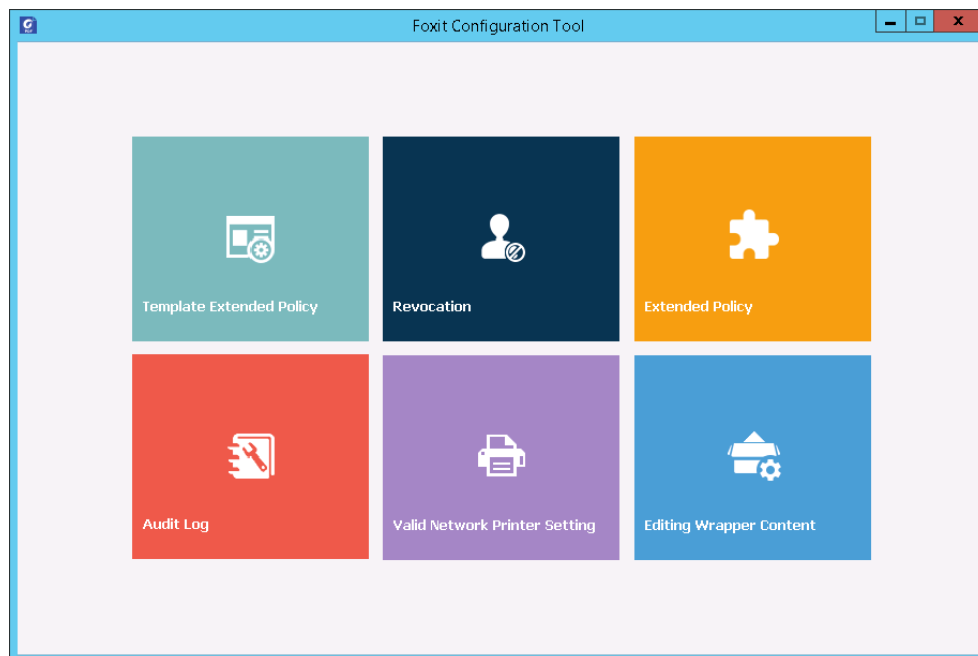 Foxit Configuration Tool
Template Extended Policy
Revocation
Extended Policy
Audit Log
Valid Network Printer Setting
Editing Wrapper Content